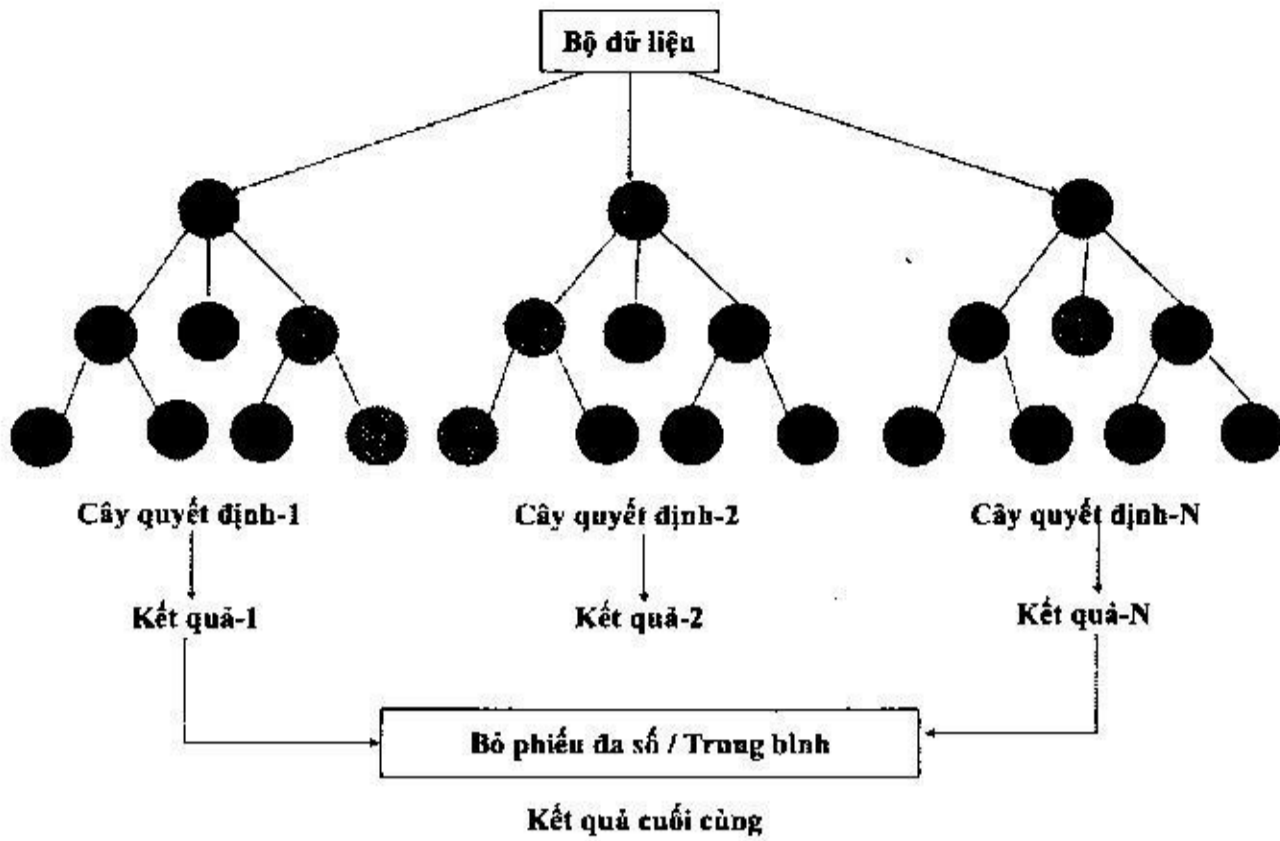 Bộ dữ liệu
Cây quyết định-1
Cây quyết định-2
Cây quyết định-N
Kết quả-1
Kết quả-2
Kết quả-N
Bỏ phiếu đa số / Trung bình
Kết quả cuối cùng